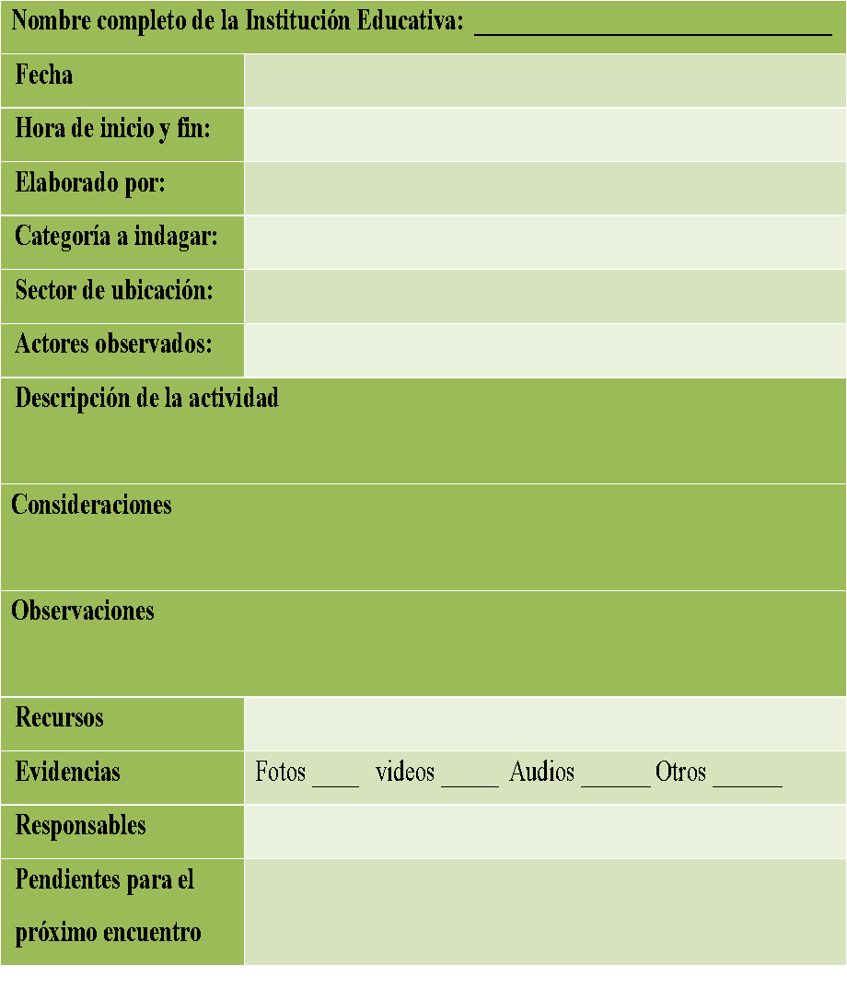 Nombre completo de la Institución Educativa: ____________________
Fecha
Hora de inicio y fin:
Elaborado por:
Categoría a indagar:
Sector de ubicación:
Actores observados:
Descripción de la actividad
Consideraciones
Observaciones
Recursos
Evidencias Fotos ____ videos _____ Audios ______ Otros ______
Responsables
Pendientes para el
próximo encuentro